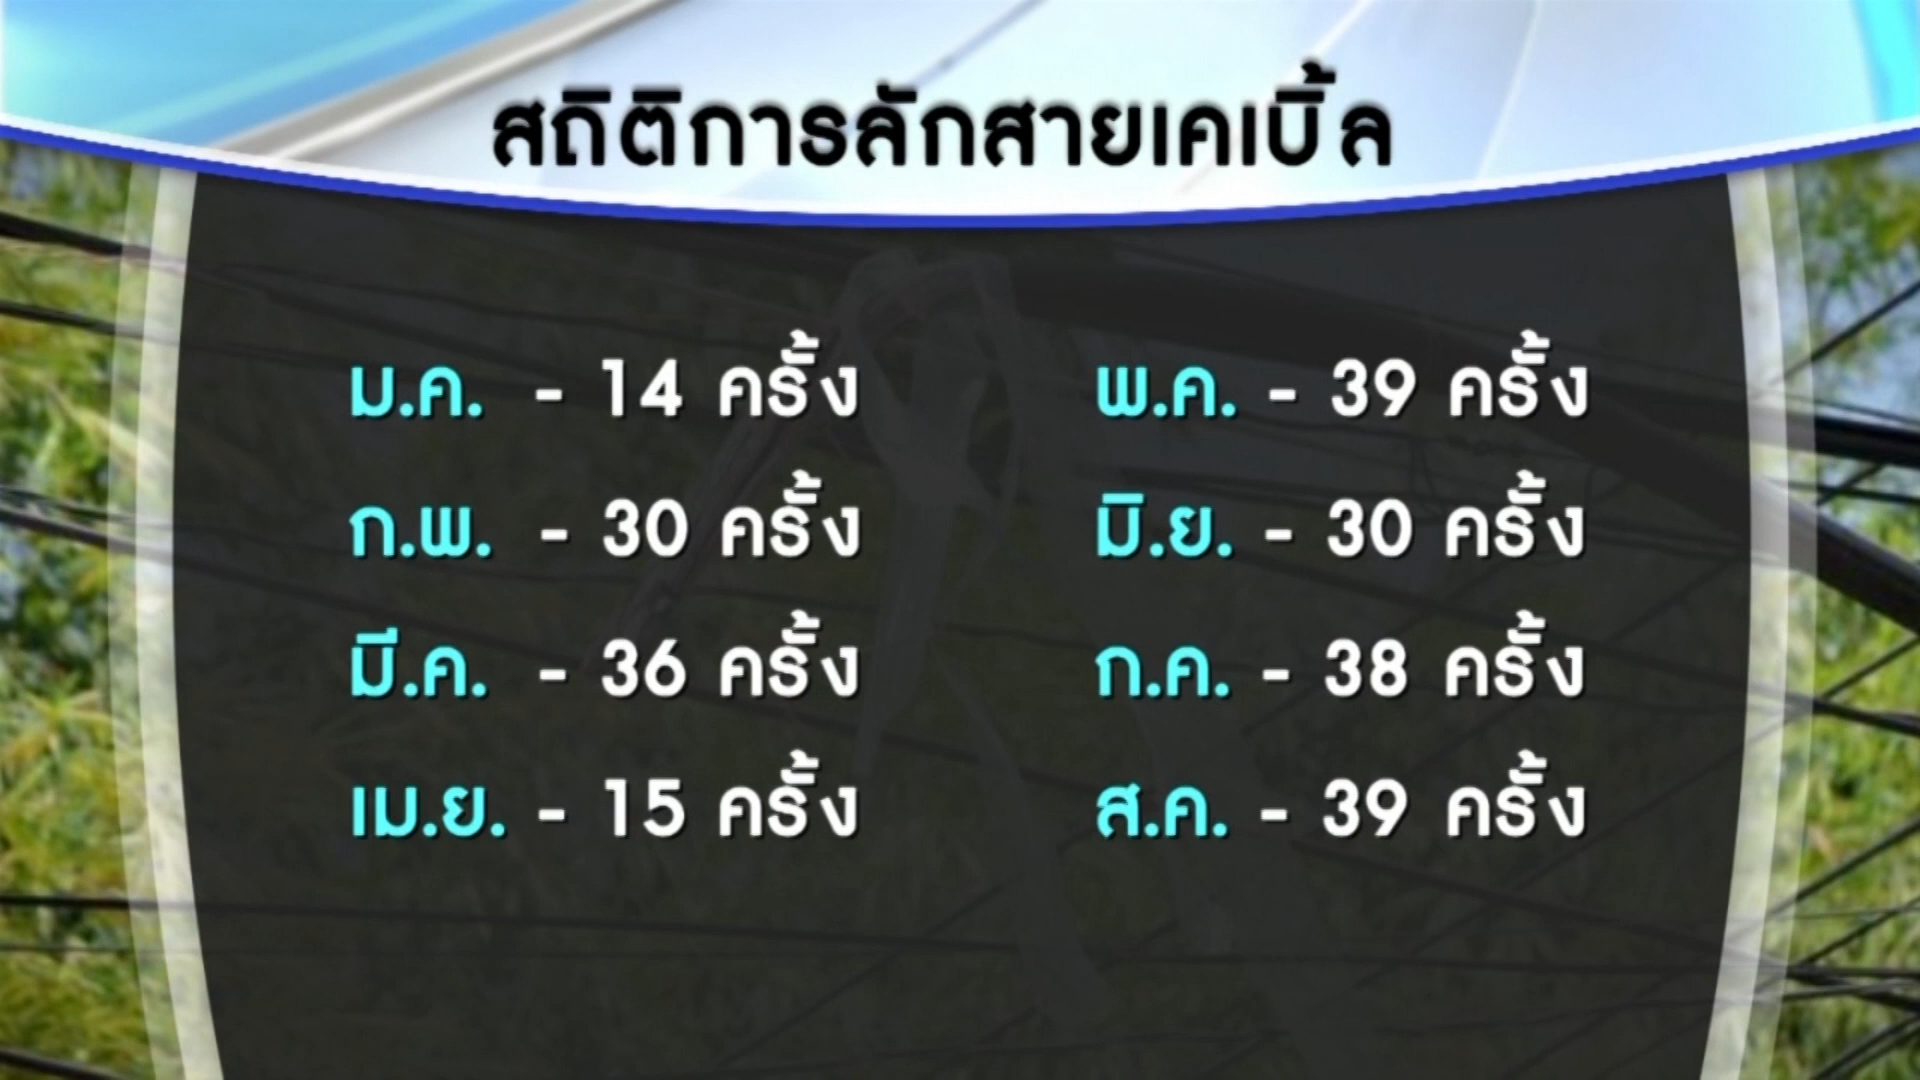 สถิติการลักสายเคเบิ้ล
ม.ค. - 14 ครั้ง
ก.พ. - 30 ครั้ง
มี.ค. - 36 ครั้ง
เม.ย. - 15 ครั้ง
พ.ค. - 39 ครั้ง
มิ.ย. - 30 ครั้ง
ก.ค. - 38 ครั้ง
ส.ค. - 39 ครั้ง